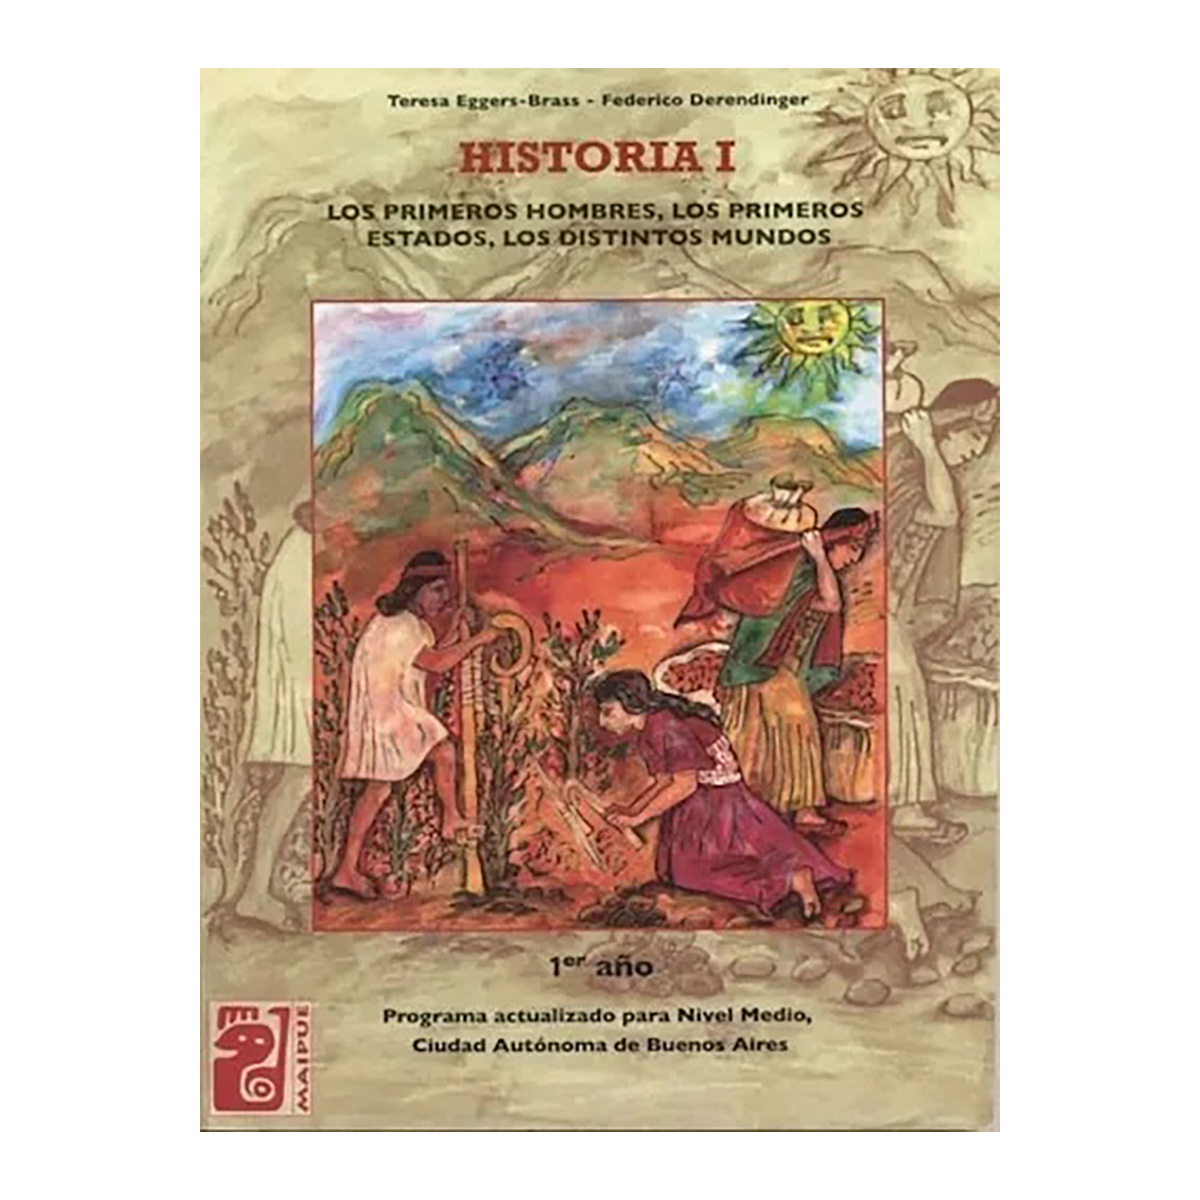 Teresa Eggers-Brass - Federico Derendinger
HISTORIA I
LOS PRIMEROS HOMBRES, LOS PRIMEROS
ESTADOS, LOS DISTINTOS MUNDOS
1er año
Programa actualizado para Nivel Medio,
Ciudad Autónoma de Buenos Aires
MAIPUE